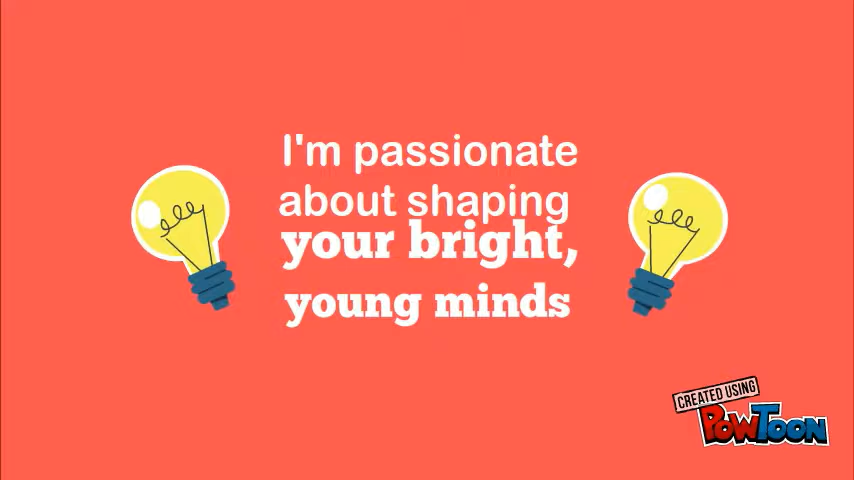 I'm passionate
about shaping
your bright,
young minds
CREATED USING
POWTOON